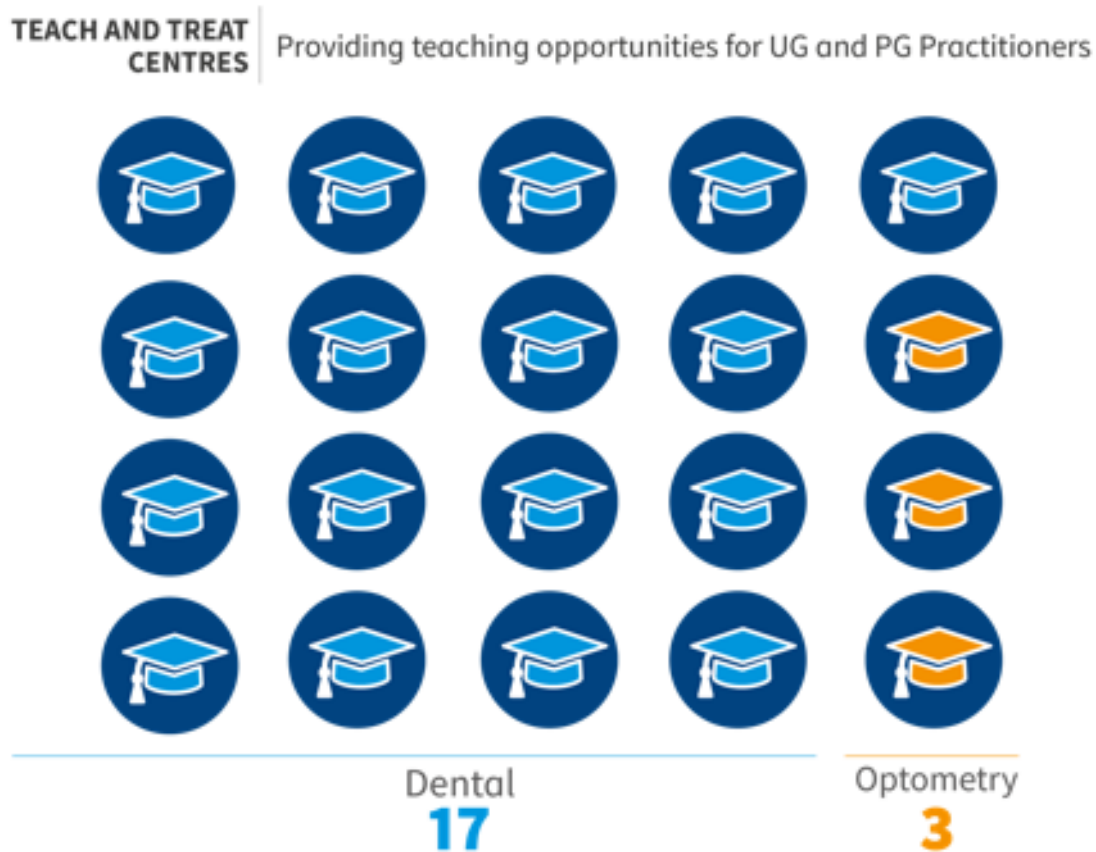 TEACH AND TREAT
CENTRES
Providing teaching opportunities for UG and PG Practitioners
Dental
17
Optometry
3